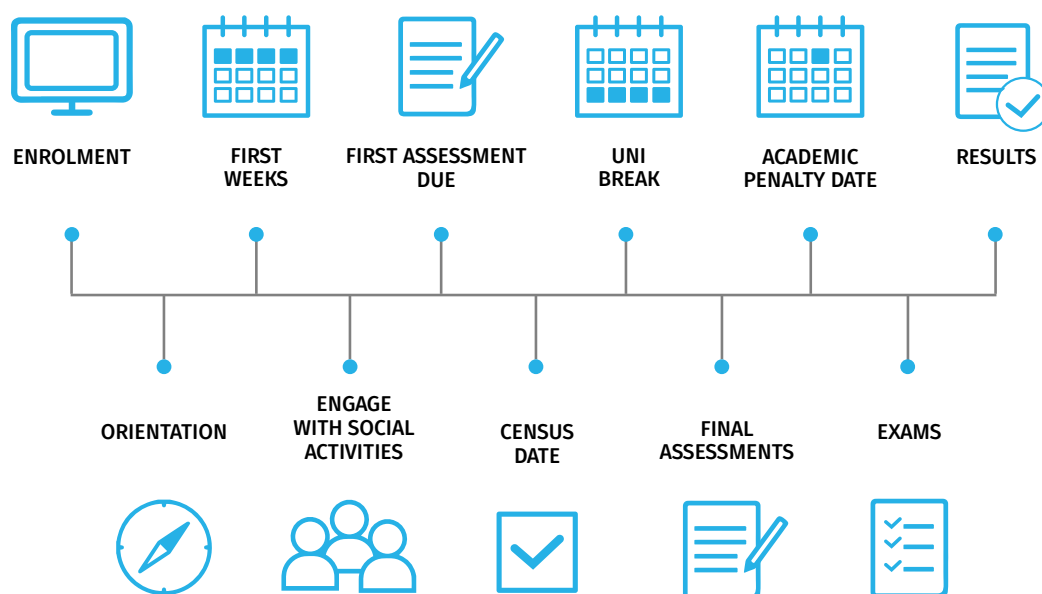 ENROLMENT
FIRST
WEEKS
FIRST ASSESSMENT
DUE
UNI
BREAK
ACADEMIC
PENALTY DATE
RESULTS
ORIENTATION
ENGAGE
WITH SOCIAL
ACTIVITIES
CENSUS
DATE
FINAL
ASSESSMENTS
EXAMS